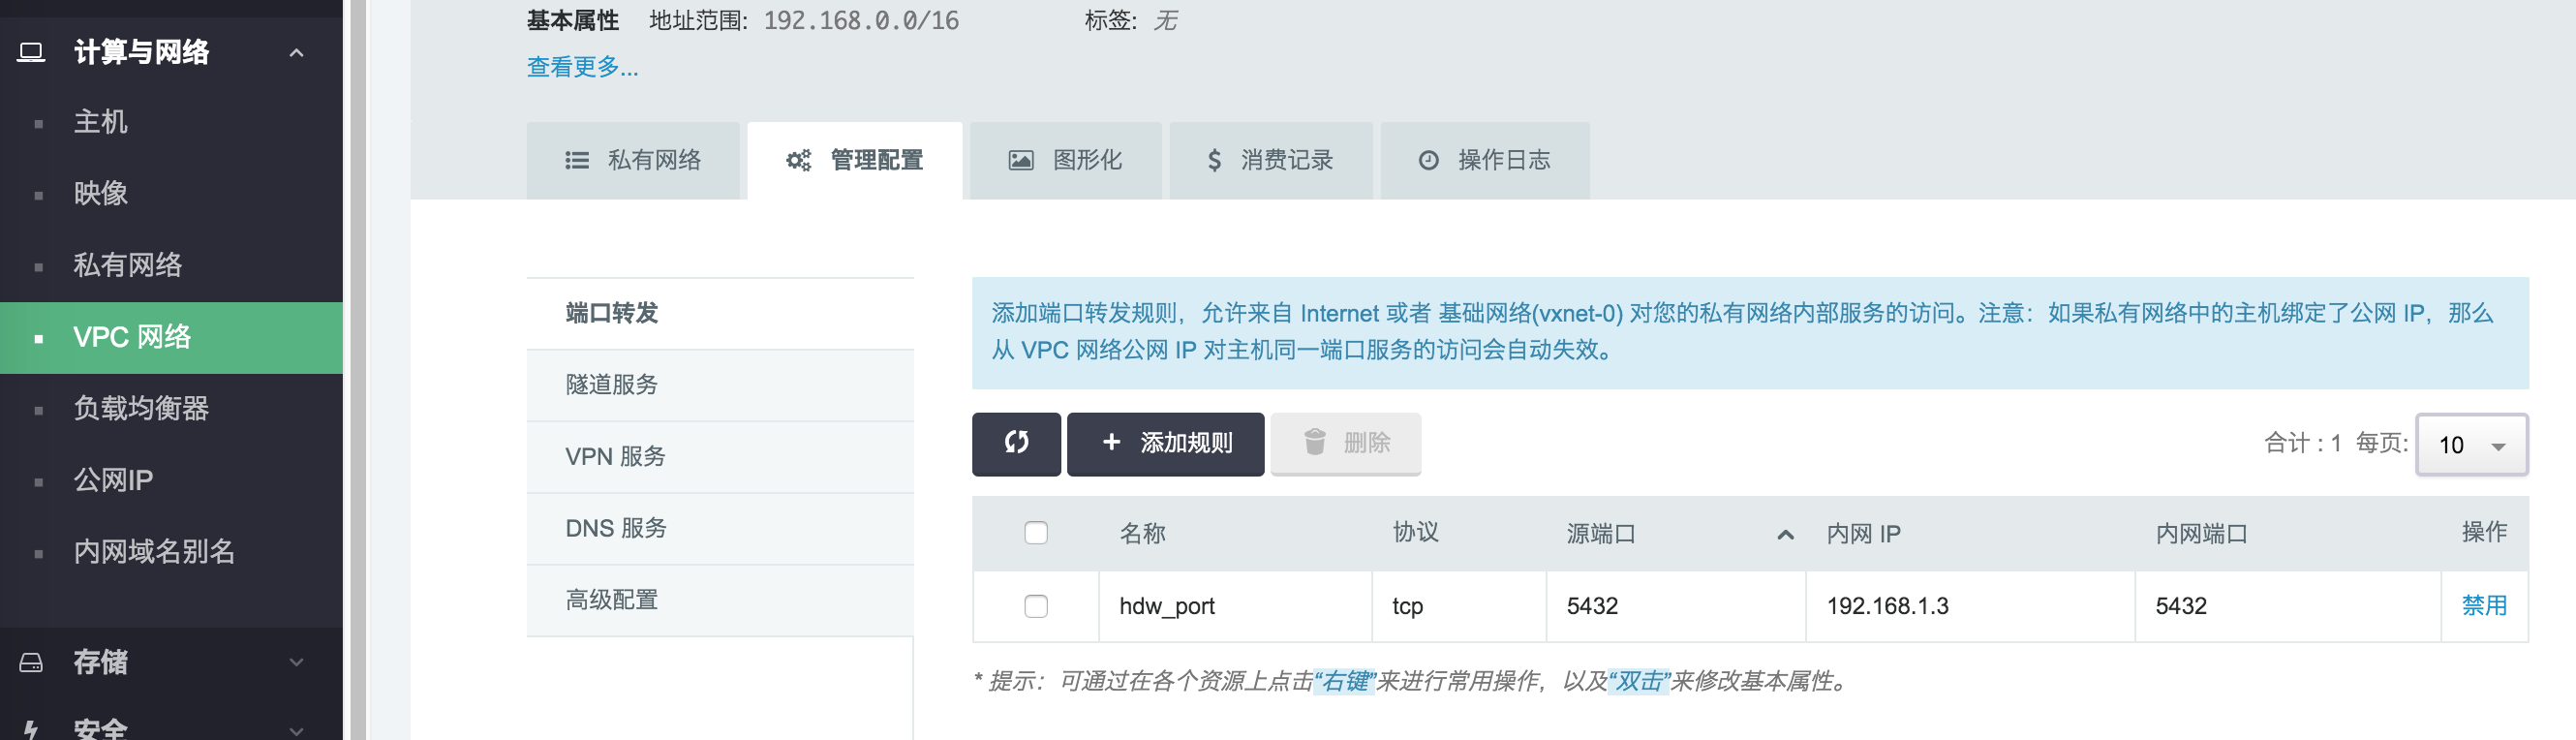 计算与网络
主机
映像
私有网络
VPC 网络
负载均衡器
公网IP
内网域名别名
存储
安全
基本属性 地址范围: 192.168.0.0/16 标签: 无
查看更多...
私有网络 管理配置 图形化 消费记录 操作日志
端口转发
隧道服务
VPN 服务
DNS 服务
高级配置
添加端口转发规则，允许来自 Internet 或者 基础网络(vxnet-0) 对您的私有网络内部服务的访问。注意：如果私有网络中的主机绑定了公网 IP，那么
从 VPC 网络公网 IP 对主机同一端口服务的访问会自动失效。
+ 添加规则 删除 合计 : 1 每页: 10
名称 协议 源端口 内网 IP 内网端口 操作
hdw_port tcp 5432 192.168.1.3 5432 禁用
* 提示：可通过在各个资源上点击“右键”来进行常用操作，以及“双击”来修改基本属性。